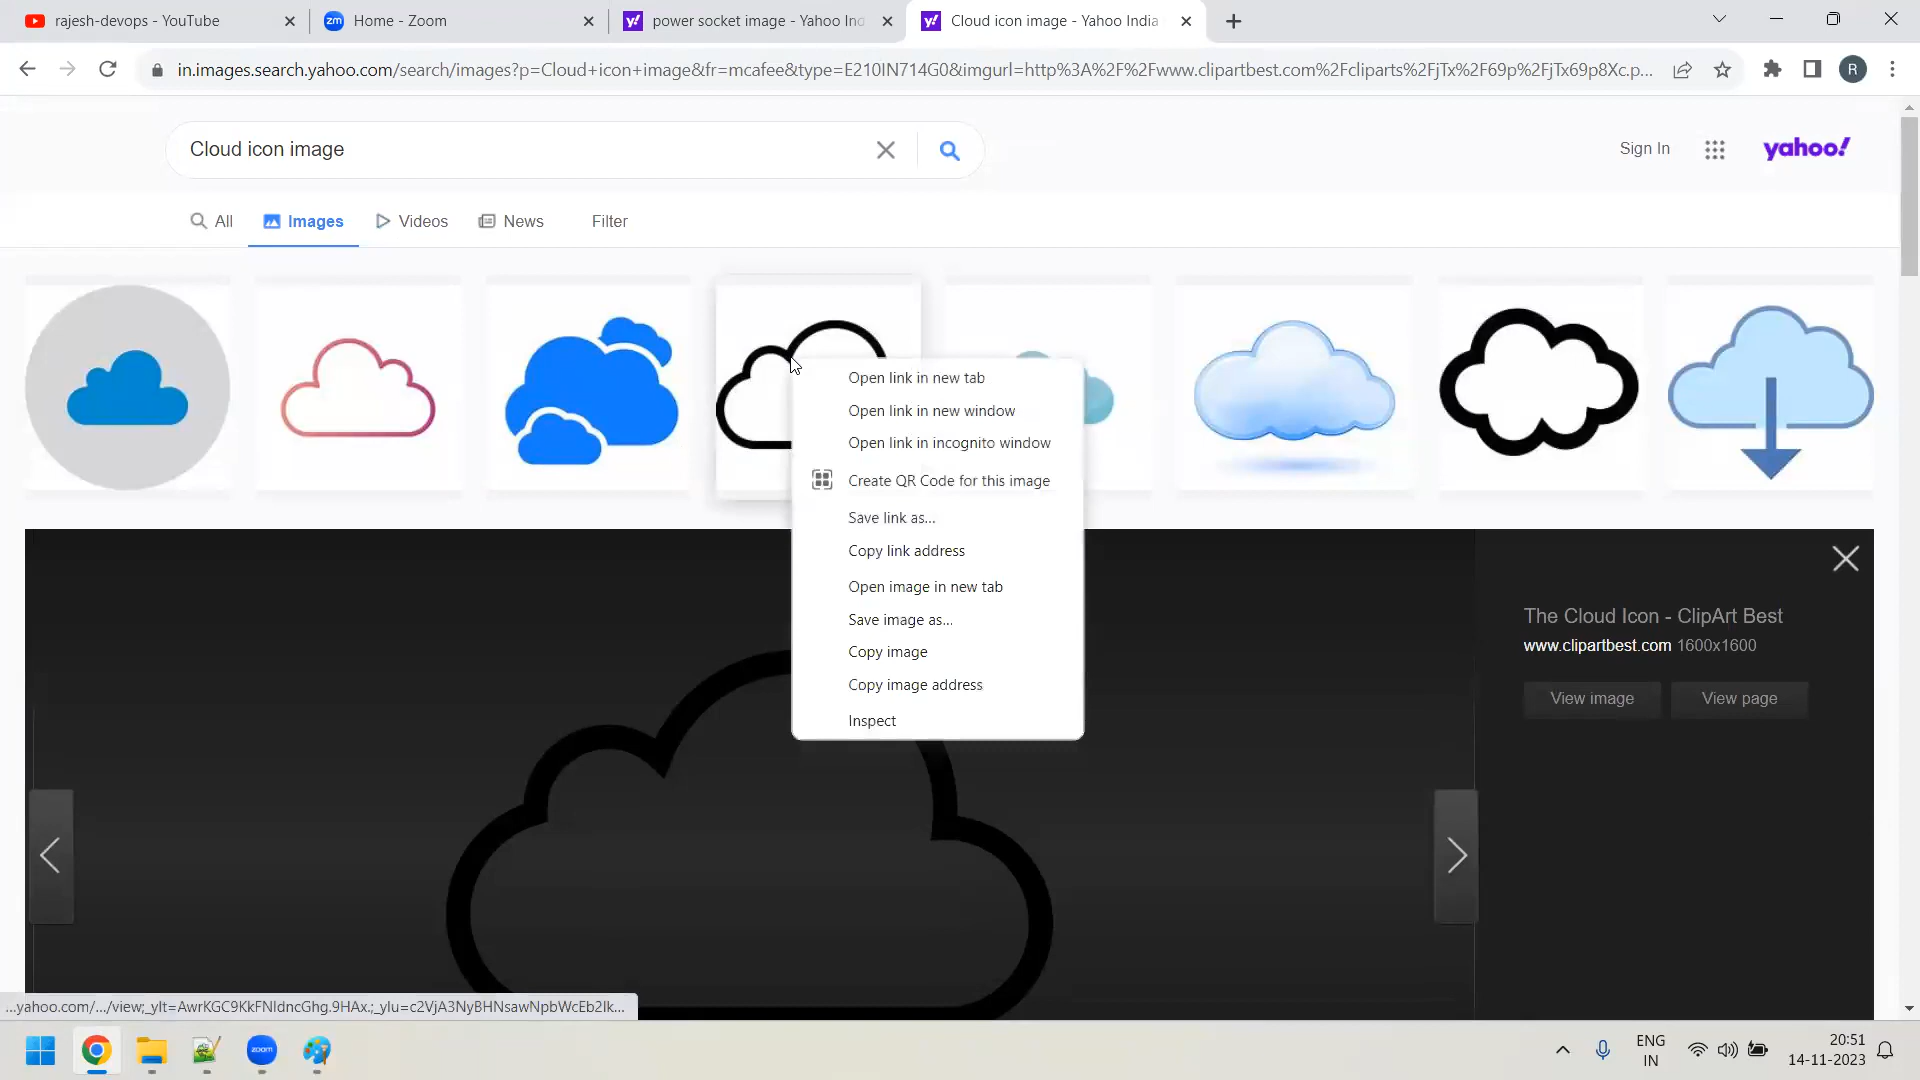 rajesh-devops - YouTube
Home - Zoom
power socket image - Yahoo Ind
Cloud icon image - Yahoo India
in.images.search.yahoo.com/search/images?p=Cloud+icon+image&fr=mcafee&type=E210IN714G0&imgurl=http%3A%2F%2Fwww.clipartbest.com%2Fcliparts%2FjTx%2F69p%2FjTx69p8Xc.p...
R
Cloud icon image
Sign In
yahoo!
All
Images
Videos
News
Filter
Open link in new tab
Open link in new window
Open link in incognito window
Create QR Code for this image
Save link as...
Copy link address
Open image in new tab
Save image as...
Copy image
Copy image address
Inspect
The Cloud Icon - ClipArt Best
www.clipartbest.com 1600x1600
View image
View page
...yahoo.com/.../view;_ylt=AwrKGC9KkFNldncGhg.9HAx.;_ylu=c2VjA3NyBHNsawNpbWcEb2lk...
zoom
ENG
IN
20:51
14-11-2023